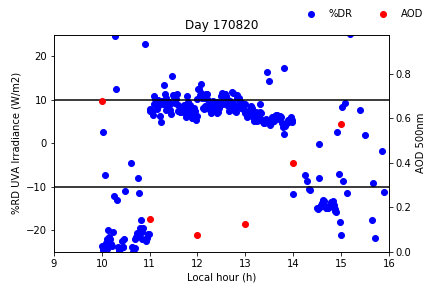 %DR AOD
Day 170820
%RD UVA Irradiance (W/m2)
20
10
0
−10
−20
0.8
0.6
0.4
0.2
0.0
AOD 500nm
9 10 11 12 13 14 15 16
Local hour (h)